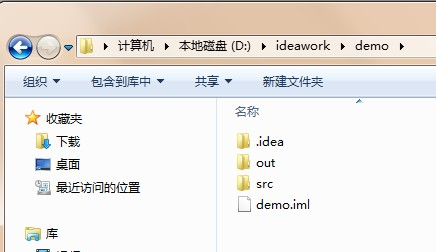 计算机 本地磁盘 (D:) ideawork demo
组织 包含到库中 共享 新建文件夹
收藏夹
下载
桌面
最近访问的位置
库
名称
.idea
out
src
demo.iml